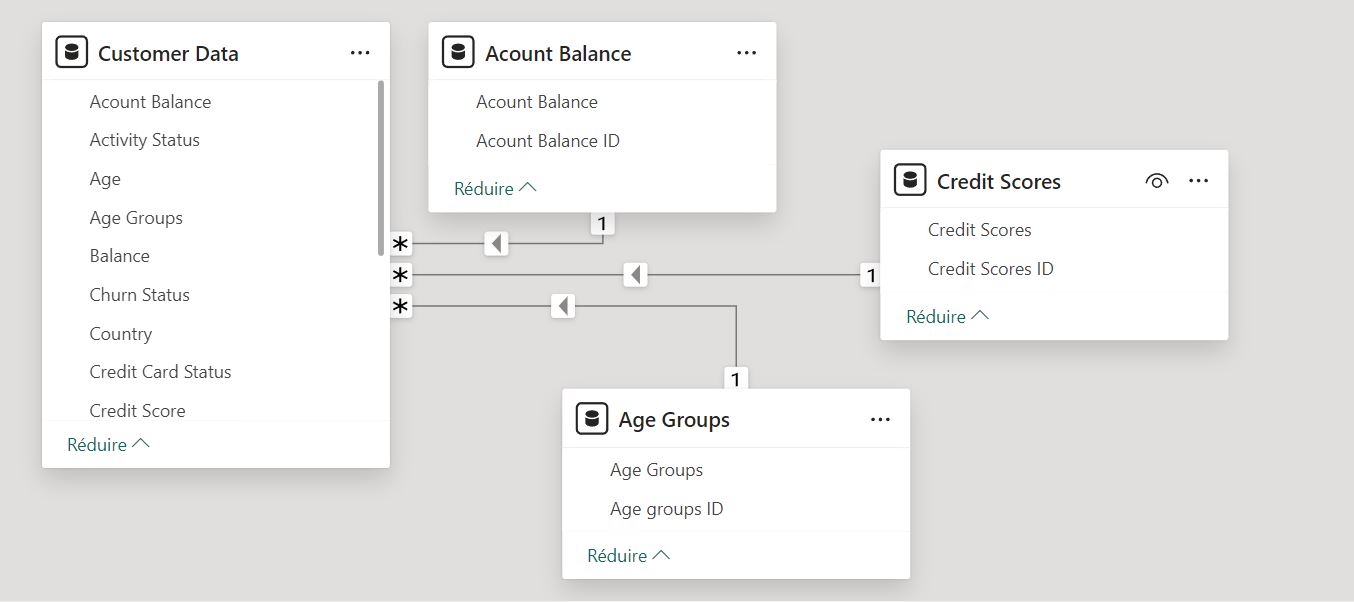 Customer Data
Acount Balance
Activity Status
Age
Age Groups
Balance
Churn Status
Country
Credit Card Status
Credit Score
Réduire
Acount Balance
Acount Balance
Acount Balance ID
Réduire
1
*
*
1
*
Credit Scores
Credit Scores
Credit Scores ID
Réduire
1
Age Groups
Age Groups
Age groups ID
Réduire